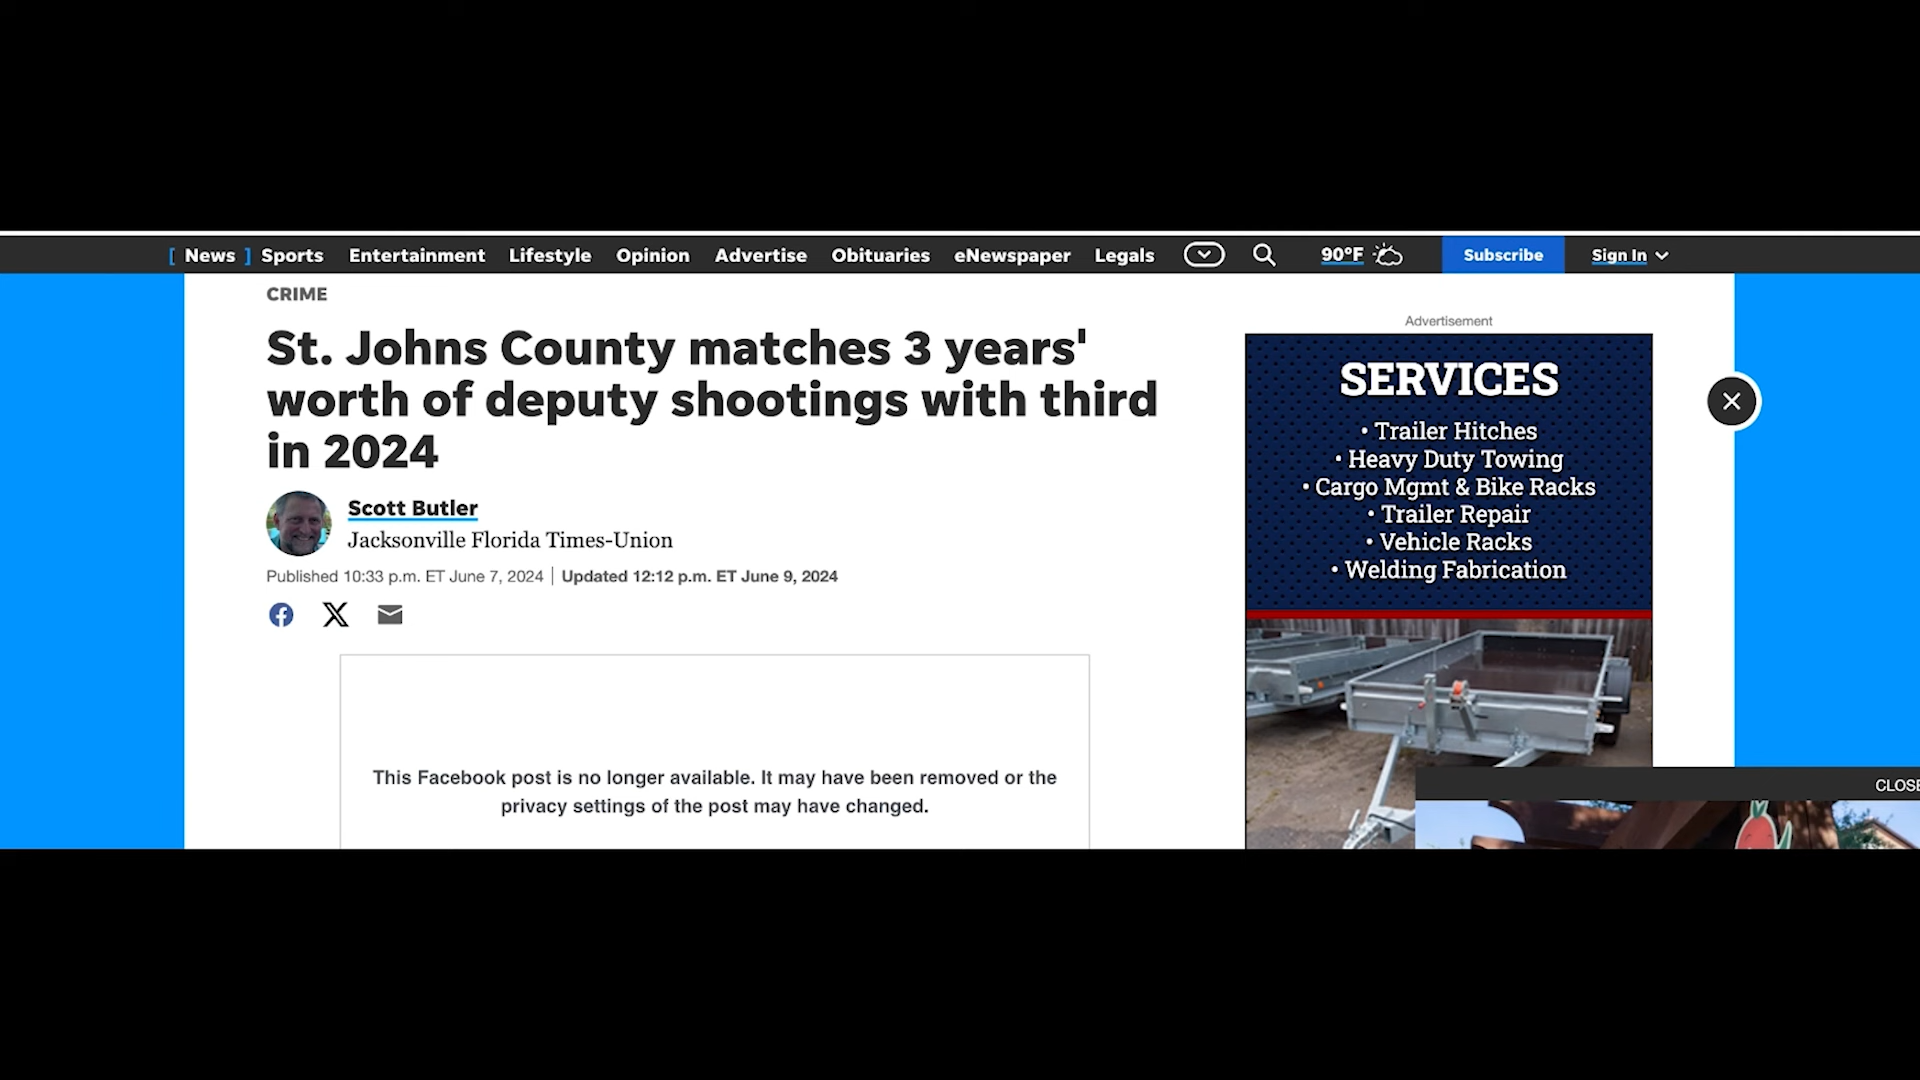 [ News ] Sports Entertainment Lifestyle Opinion Advertise Obituaries eNewspaper Legals 90°F Subscribe Sign In
CRIME
St. Johns County matches 3 years'
worth of deputy shootings with third
in 2024
Scott Butler
Jacksonville Florida Times-Union
Published 10:33 p.m. ET June 7, 2024 | Updated 12:12 p.m. ET June 9, 2024
This Facebook post is no longer available. It may have been removed or the
privacy settings of the post may have changed.
Advertisement
SERVICES
• Trailer Hitches
• Heavy Duty Towing
• Cargo Mgmt & Bike Racks
• Trailer Repair
• Vehicle Racks
• Welding Fabrication
CLOSE